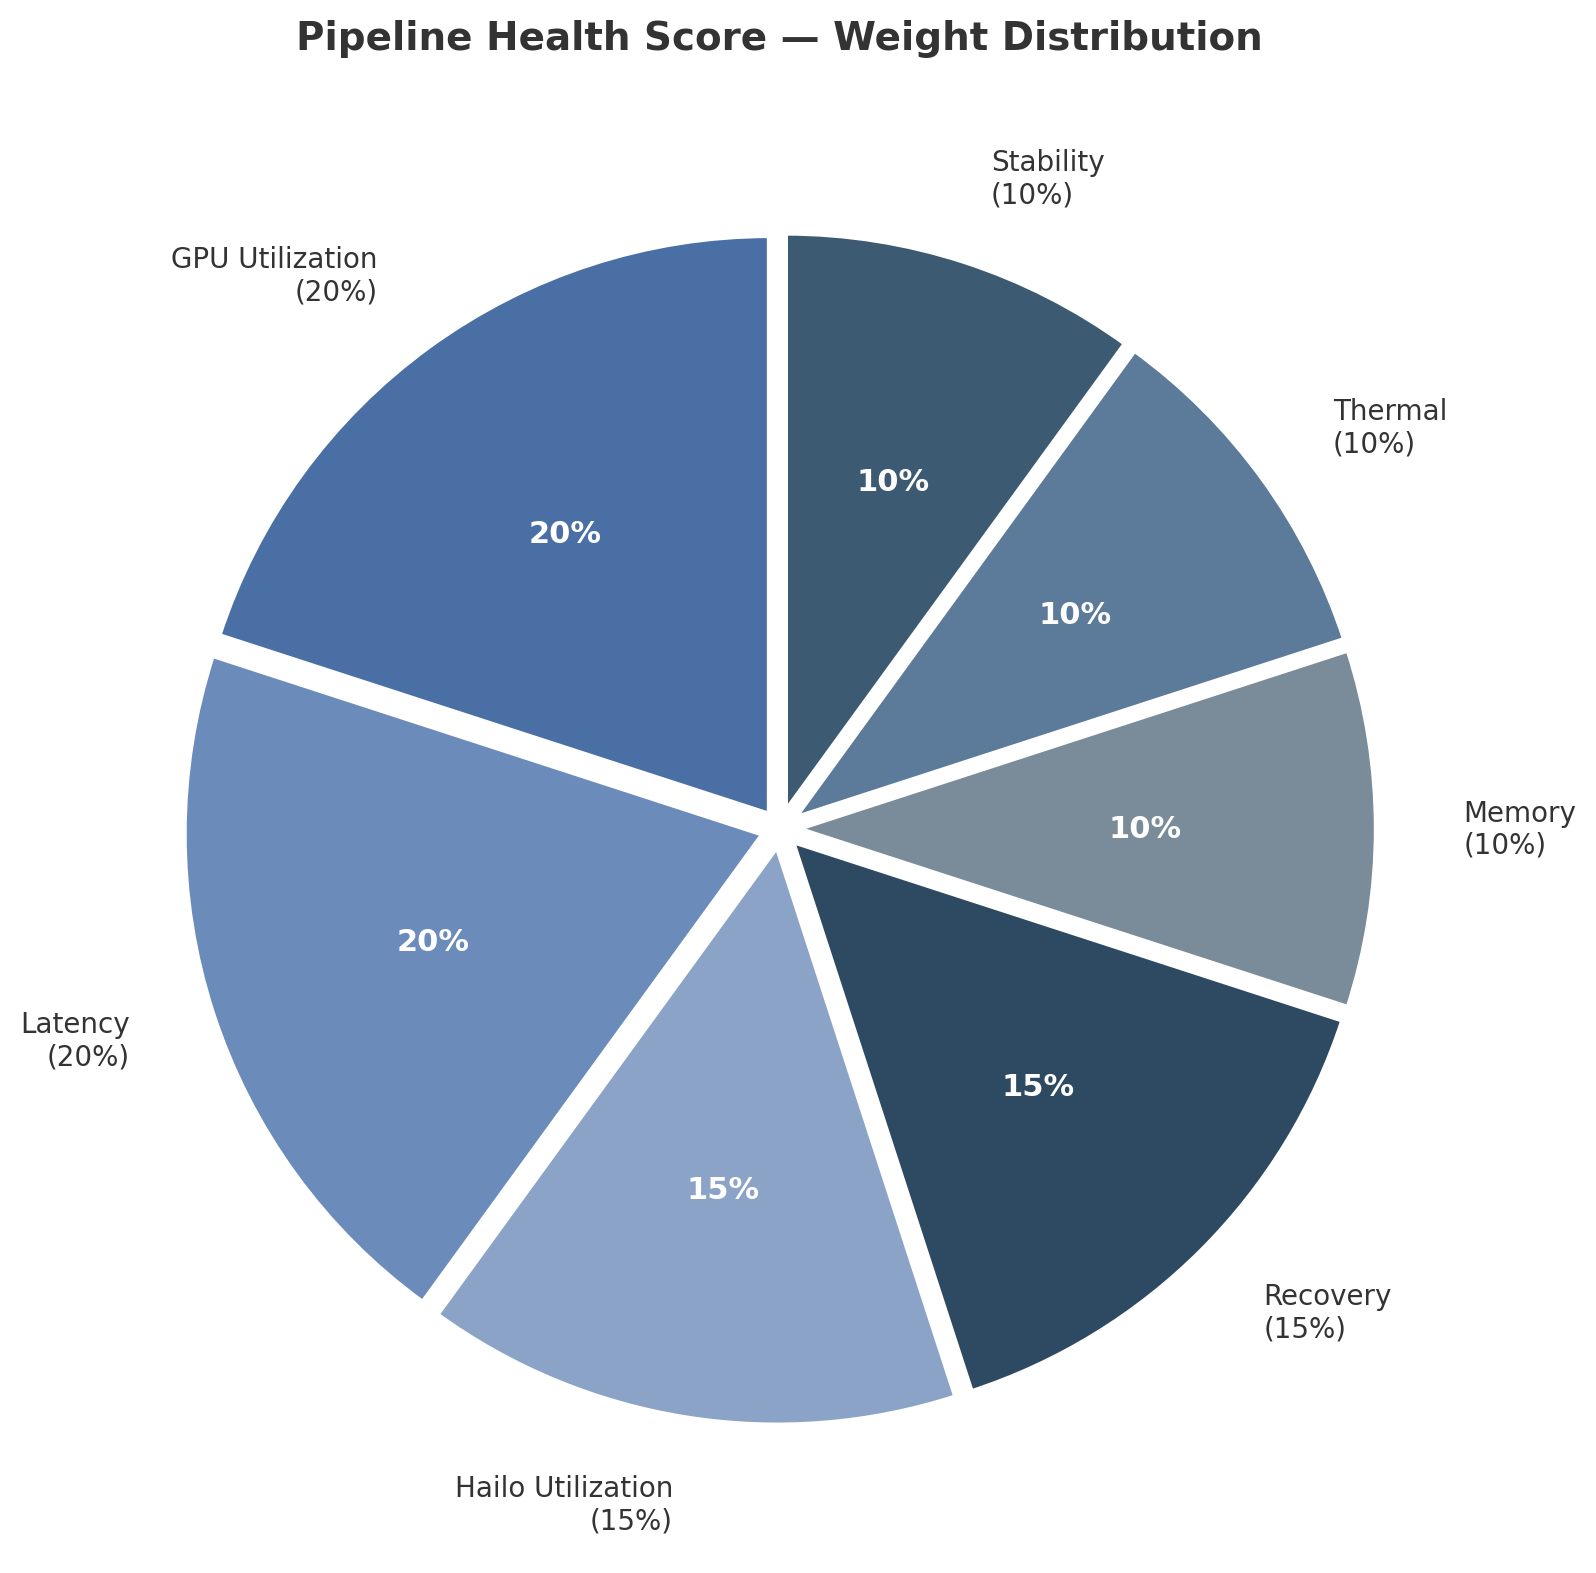 Pipeline Health Score — Weight Distribution
Stability
(10%)
GPU Utilization
(20%)
Thermal
(10%)
10%
20%
10%
Memory
(10%)
10%
20%
Latency
(20%)
15%
15%
Recovery
(15%)
Hailo Utilization
(15%)